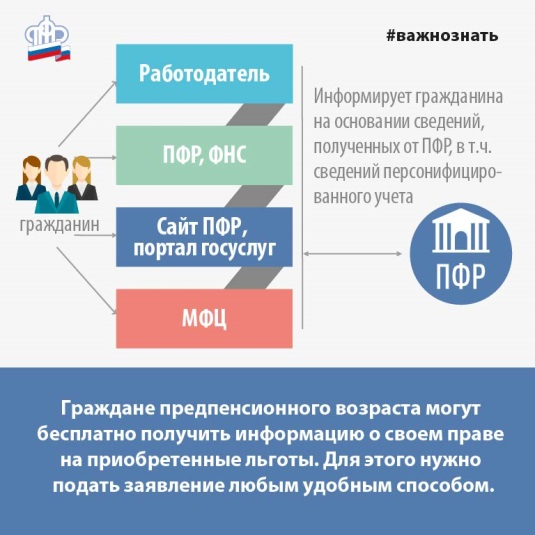 #важнознать
Работодатель
ПФР, ФНС
Сайт ПФР,
портал госуслуг
МФЦ
гражданин
Информирует гражданина
на основании сведений,
полученных от ПФР, в т.ч.
сведений персонифициро-
ванного учета
ПФР
Граждане предпенсионного возраста могут
бесплатно получить информацию о своем праве
на приобретенные льготы. Для этого нужно
подать заявление любым удобным способом.